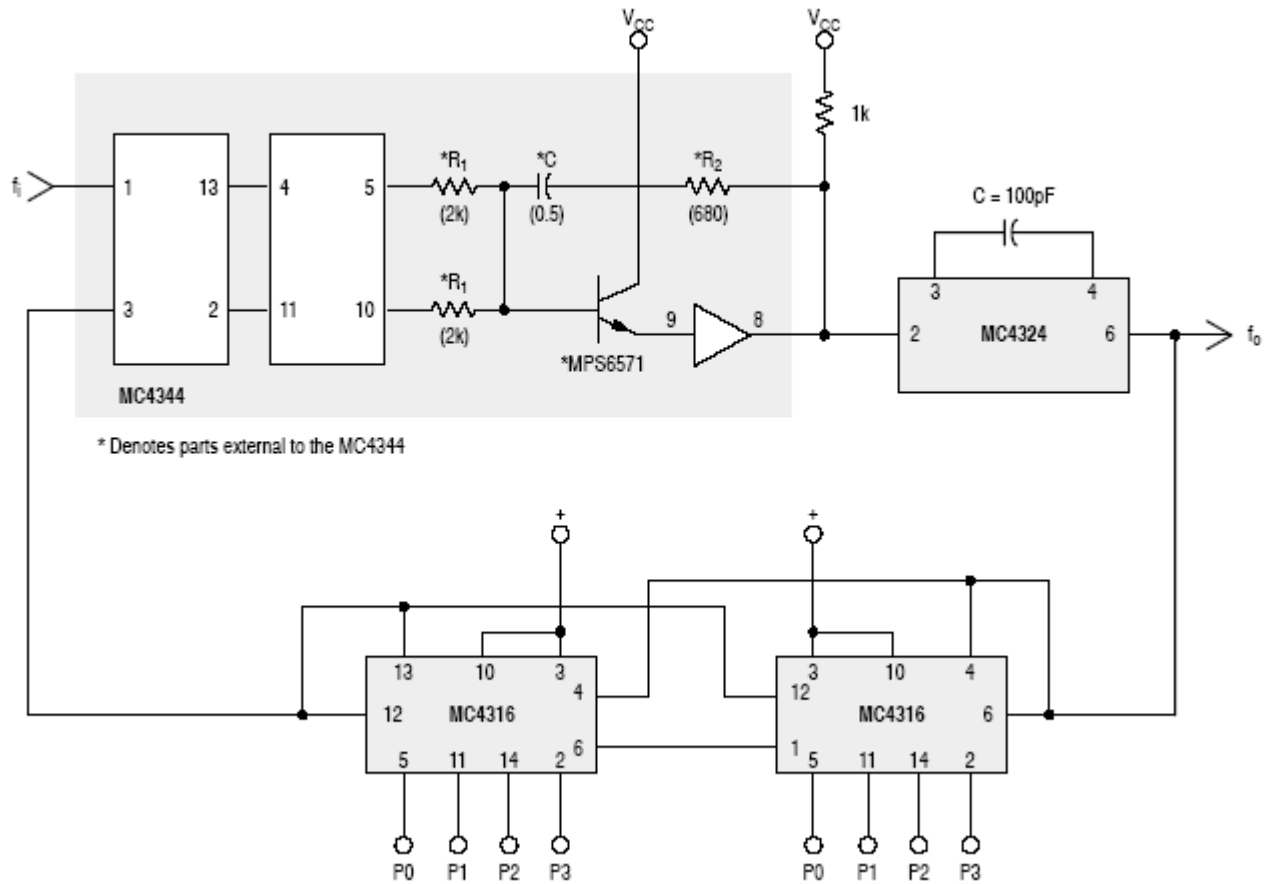 VCC
VCC
1k
*R1
*C
*R2
fi
1
13
4
5
(2k)
(0.5)
(680)
C = 100pF
*R1
3
4
3
2
11
10
(2k)
9
8
2
MC4324
6
fo
*MPS6571
MC4344
* Denotes parts external to the MC4344
+
+
13
10
3
3
10
4
4
12
12
MC4316
MC4316
6
6
1
5
11
14
2
5
11
14
2
P0
P1
P2
P3
P0
P1
P2
P3